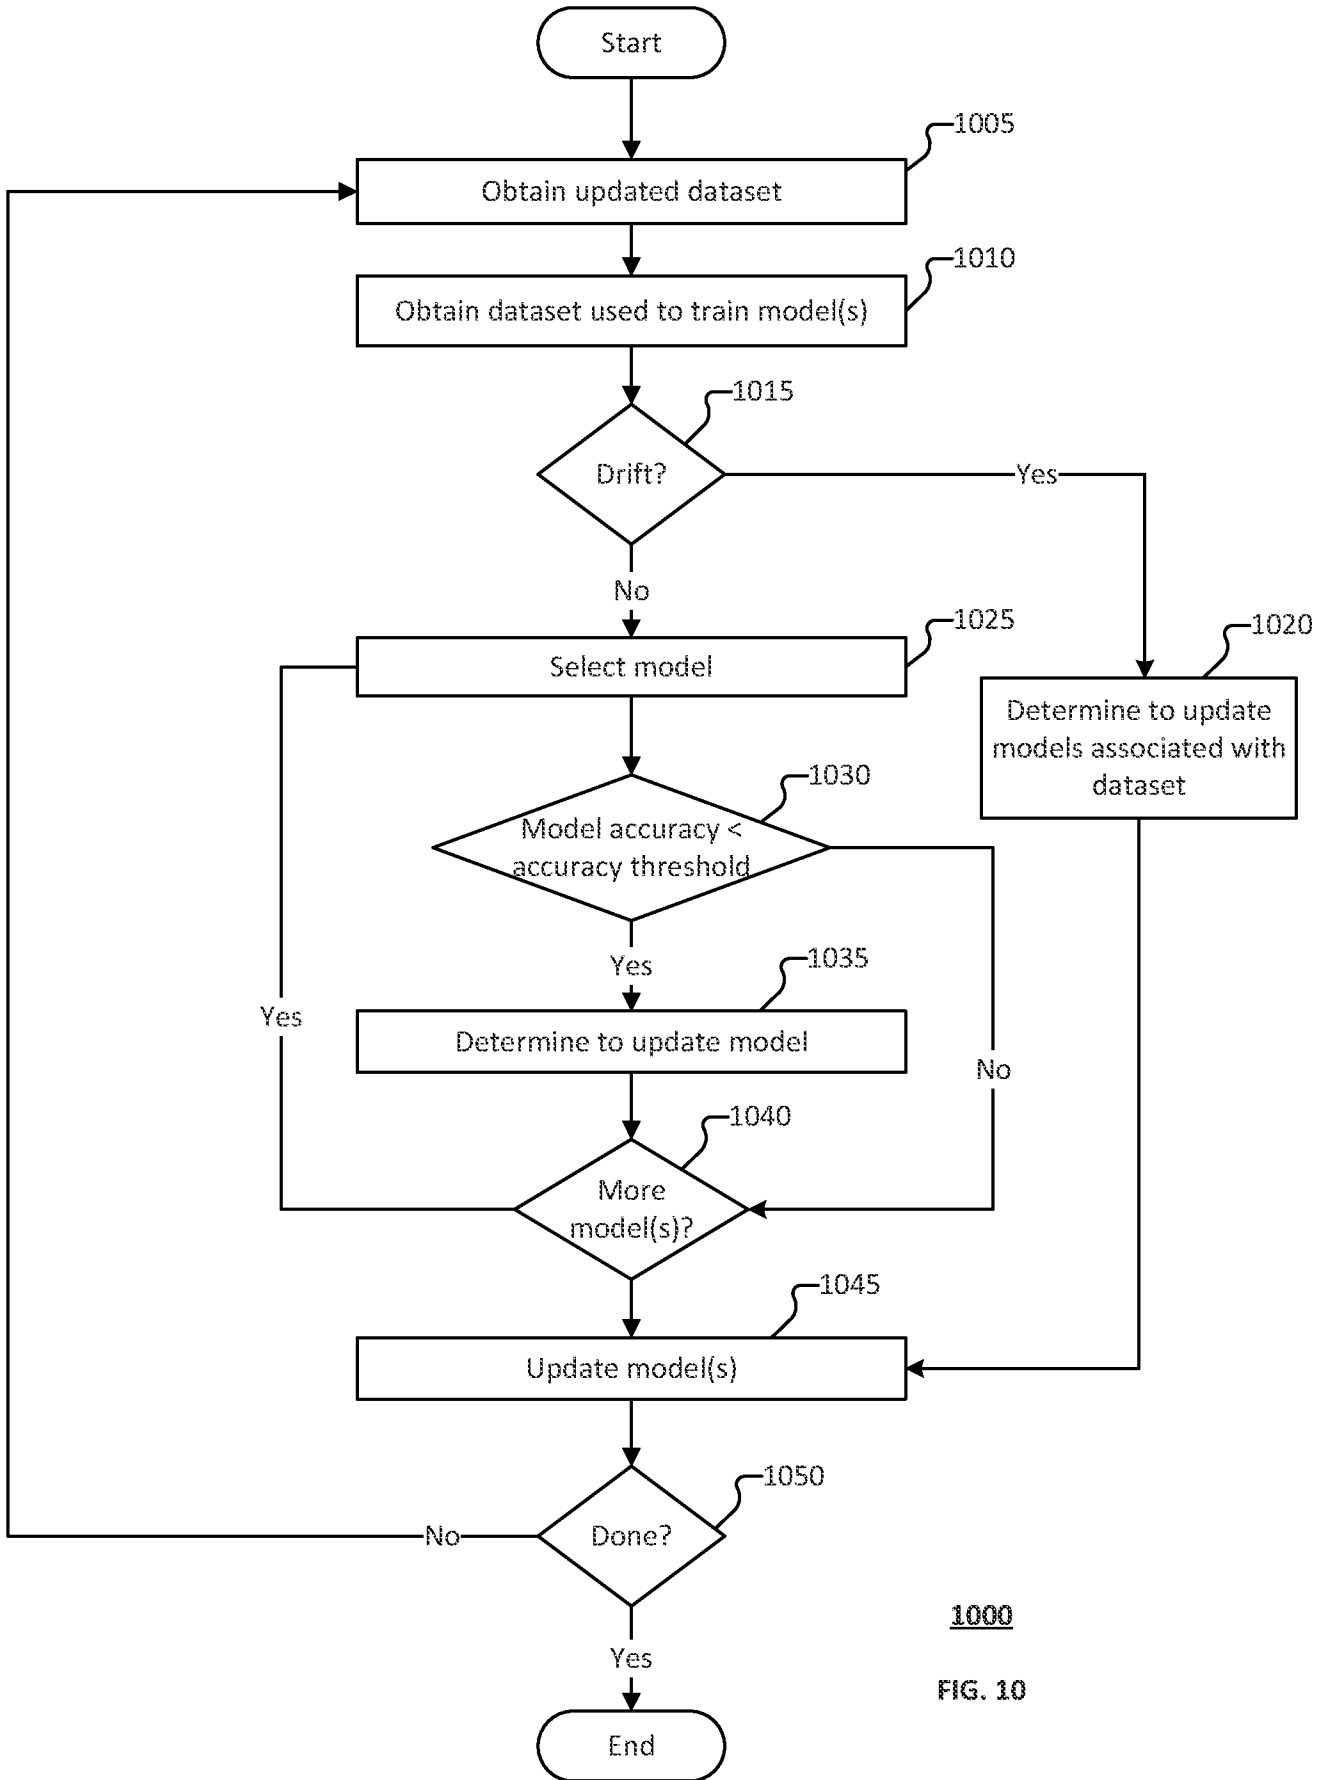 Start
1005
Obtain updated dataset
1010
Obtain dataset used to train model(s)
1015
Drift?
Yes
No
1025
Select model
1020
Determine to update
models associated with
dataset
1030
Model accuracy <
accuracy threshold
Yes
1035
Yes
Determine to update model
No
1040
More
model(s)?
1045
Update model(s)
1050
Done?
No
1000
Yes
FIG. 10
End